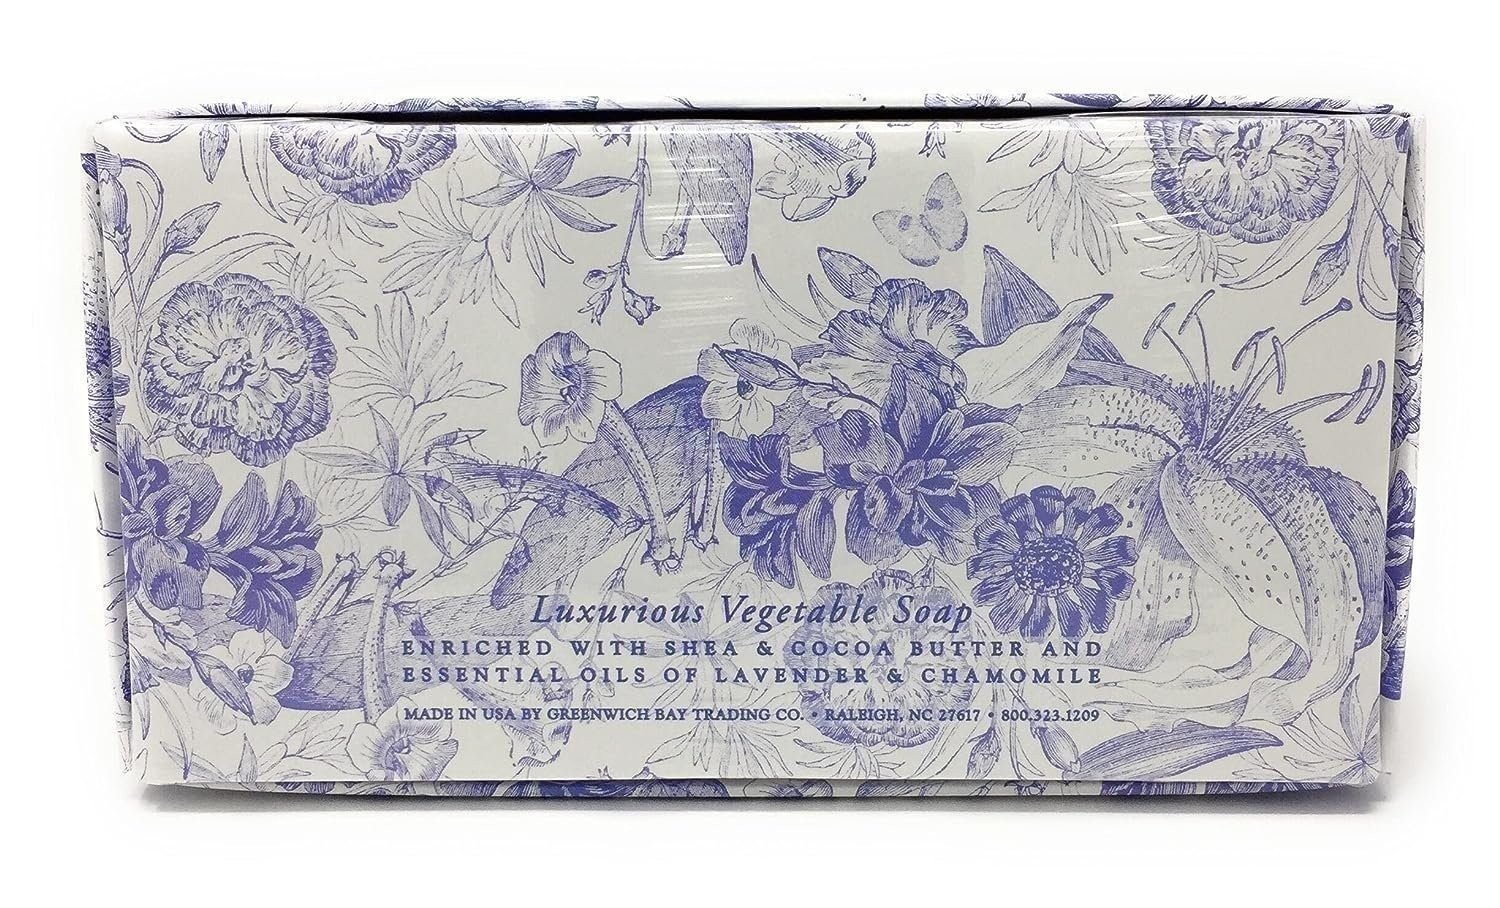 Luxurious Vegetable Soap
ENRICHED WITH SHEA & COCOA BUTTER AND
ESSENTIAL OILS OF LAVENDER & CHAMOMILE
MADE IN USA BY GREENWICH BAY TRADING CO. • RALEIGH, NC 27617 • 800.323.1209